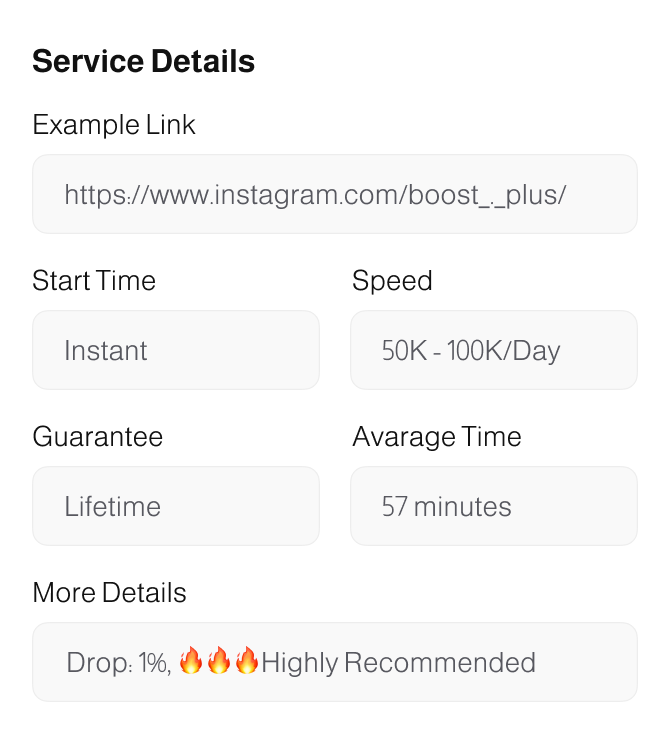 Service Details
Example Link
https://www.instagram.com/boost_._plus/
Start Time
Speed
Instant
50K - 100K/Day
Guarantee
Avarage Time
Lifetime
57 minutes
More Details
Drop: 1%, 🔥🔥🔥Highly Recommended